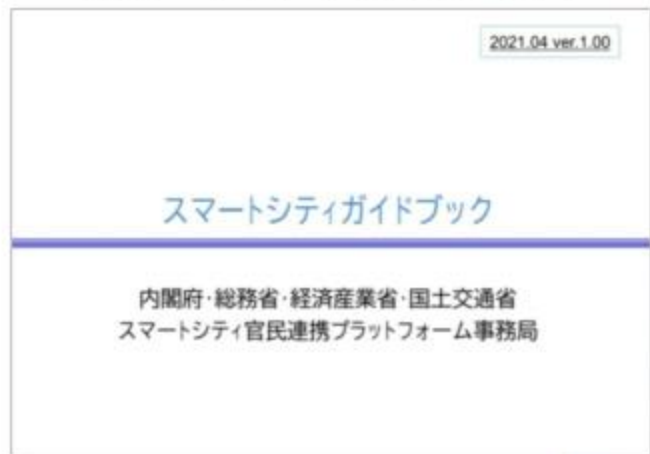 2021.04 ver.1.00
スマートシティガイドブック
内閣府・総務省・経済産業省・国土交通省
スマートシティ官民連携プラットフォーム事務局